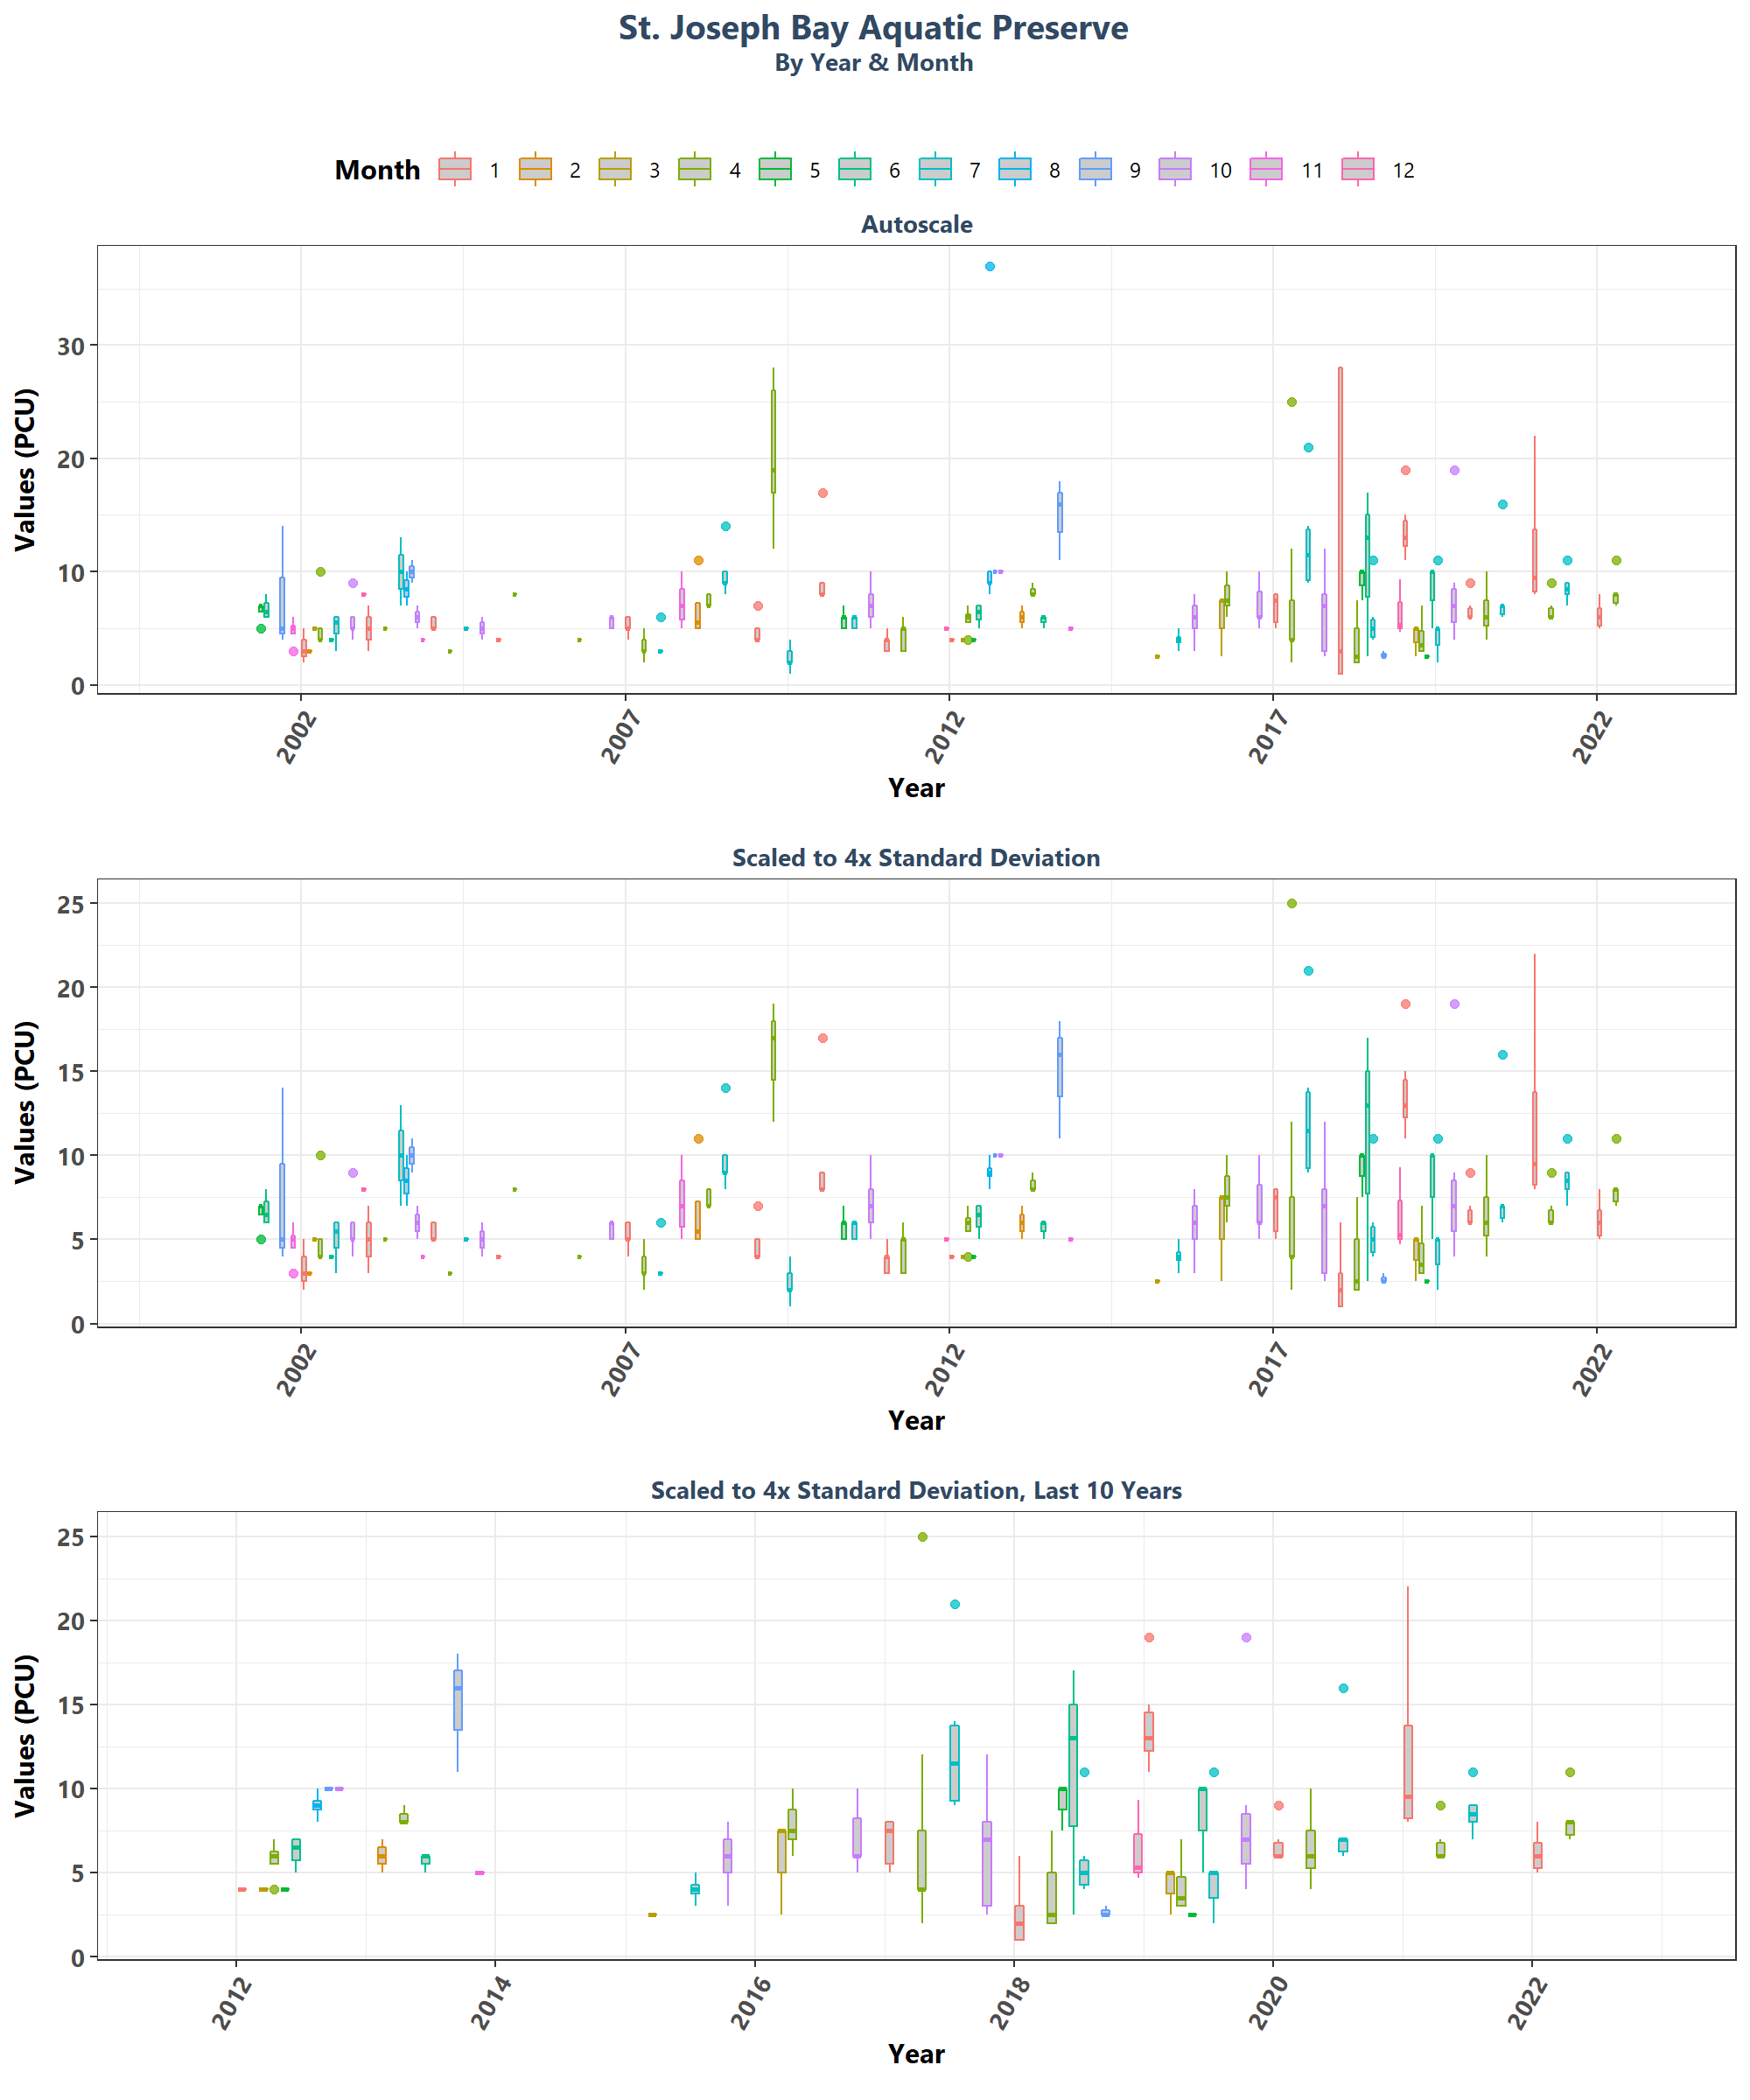 St. Joseph Bay Aquatic Preserve
By Year & Month
Month 1 2 3 4 5 6 7 8 9 10 11 12
Autoscale
Values (PCU)
30
20
10
0
2002 2007 2012 2017 2022
Year
Scaled to 4x Standard Deviation
Values (PCU)
25
20
15
10
5
0
2002 2007 2012 2017 2022
Year
Scaled to 4x Standard Deviation, Last 10 Years
Values (PCU)
25
20
15
10
5
0
2012 2014 2016 2018 2020 2022
Year